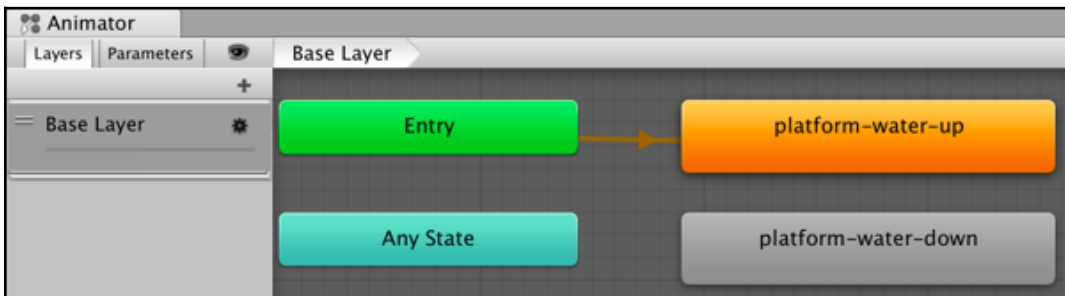 Animator
Layers Parameters Base Layer
Base Layer
Entry platform-water-up
Any State platform-water-down